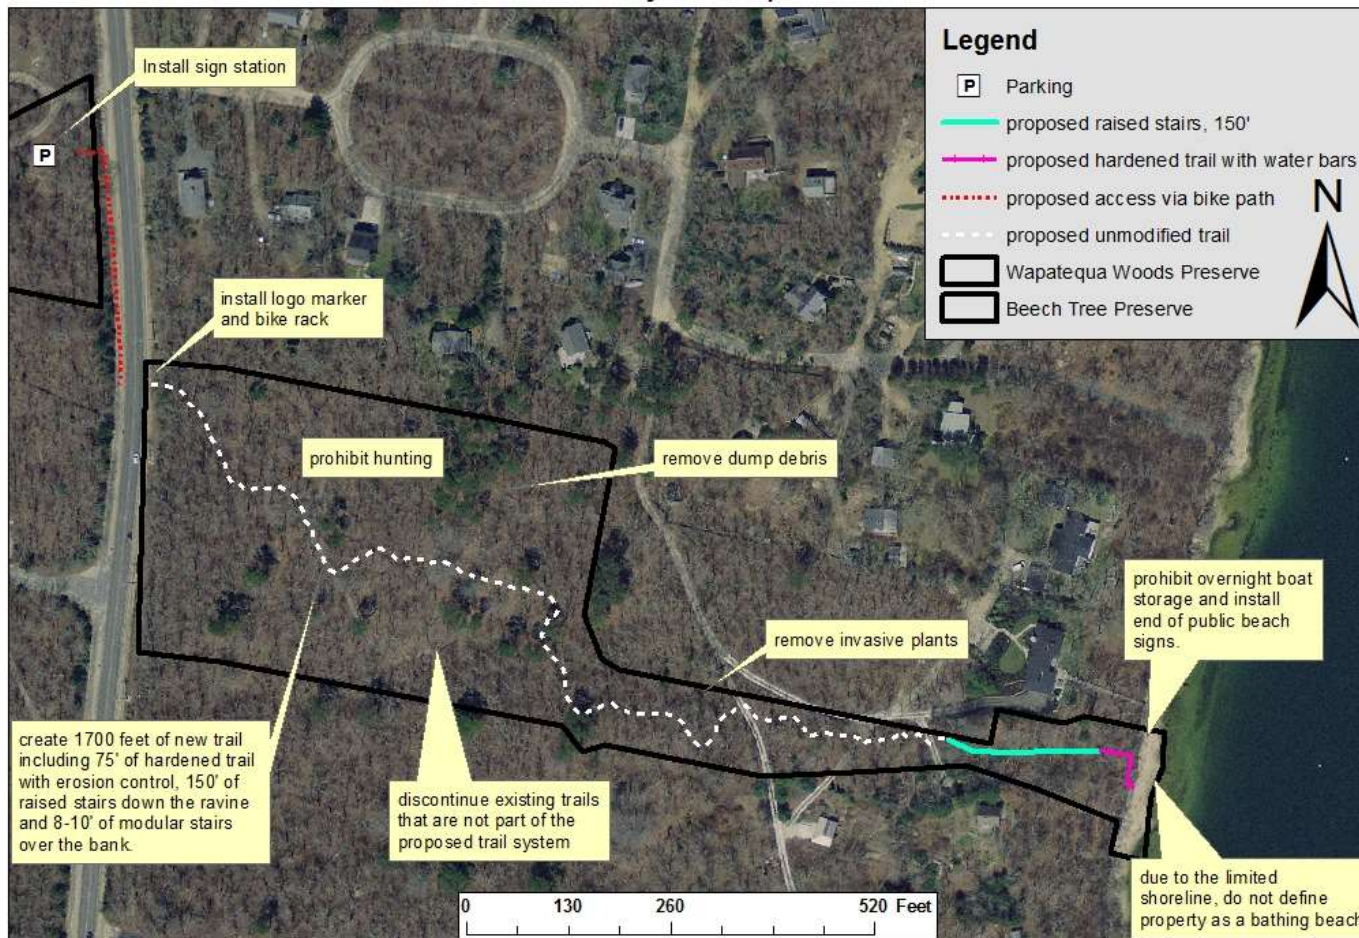 Install sign station
P
install logo marker
and bike rack
prohibit hunting
remove dump debris
remove invasive plants
prohibit overnight boat
storage and install
end of public beach
signs.
create 1700 feet of new trail
including 75' of hardened trail
with erosion control, 150' of
raised stairs down the ravine
and 8-10' of modular stairs
over the bank.
discontinue existing trails
that are not part of the
proposed trail system
due to the limited
shoreline, do not define
property as a bathing beach
Legend
P Parking
proposed raised stairs, 150'
proposed hardened trail with water bars
proposed access via bike path
proposed unmodified trail
Wapatequa Woods Preserve
Beech Tree Preserve
N
0 130 260 520 Feet